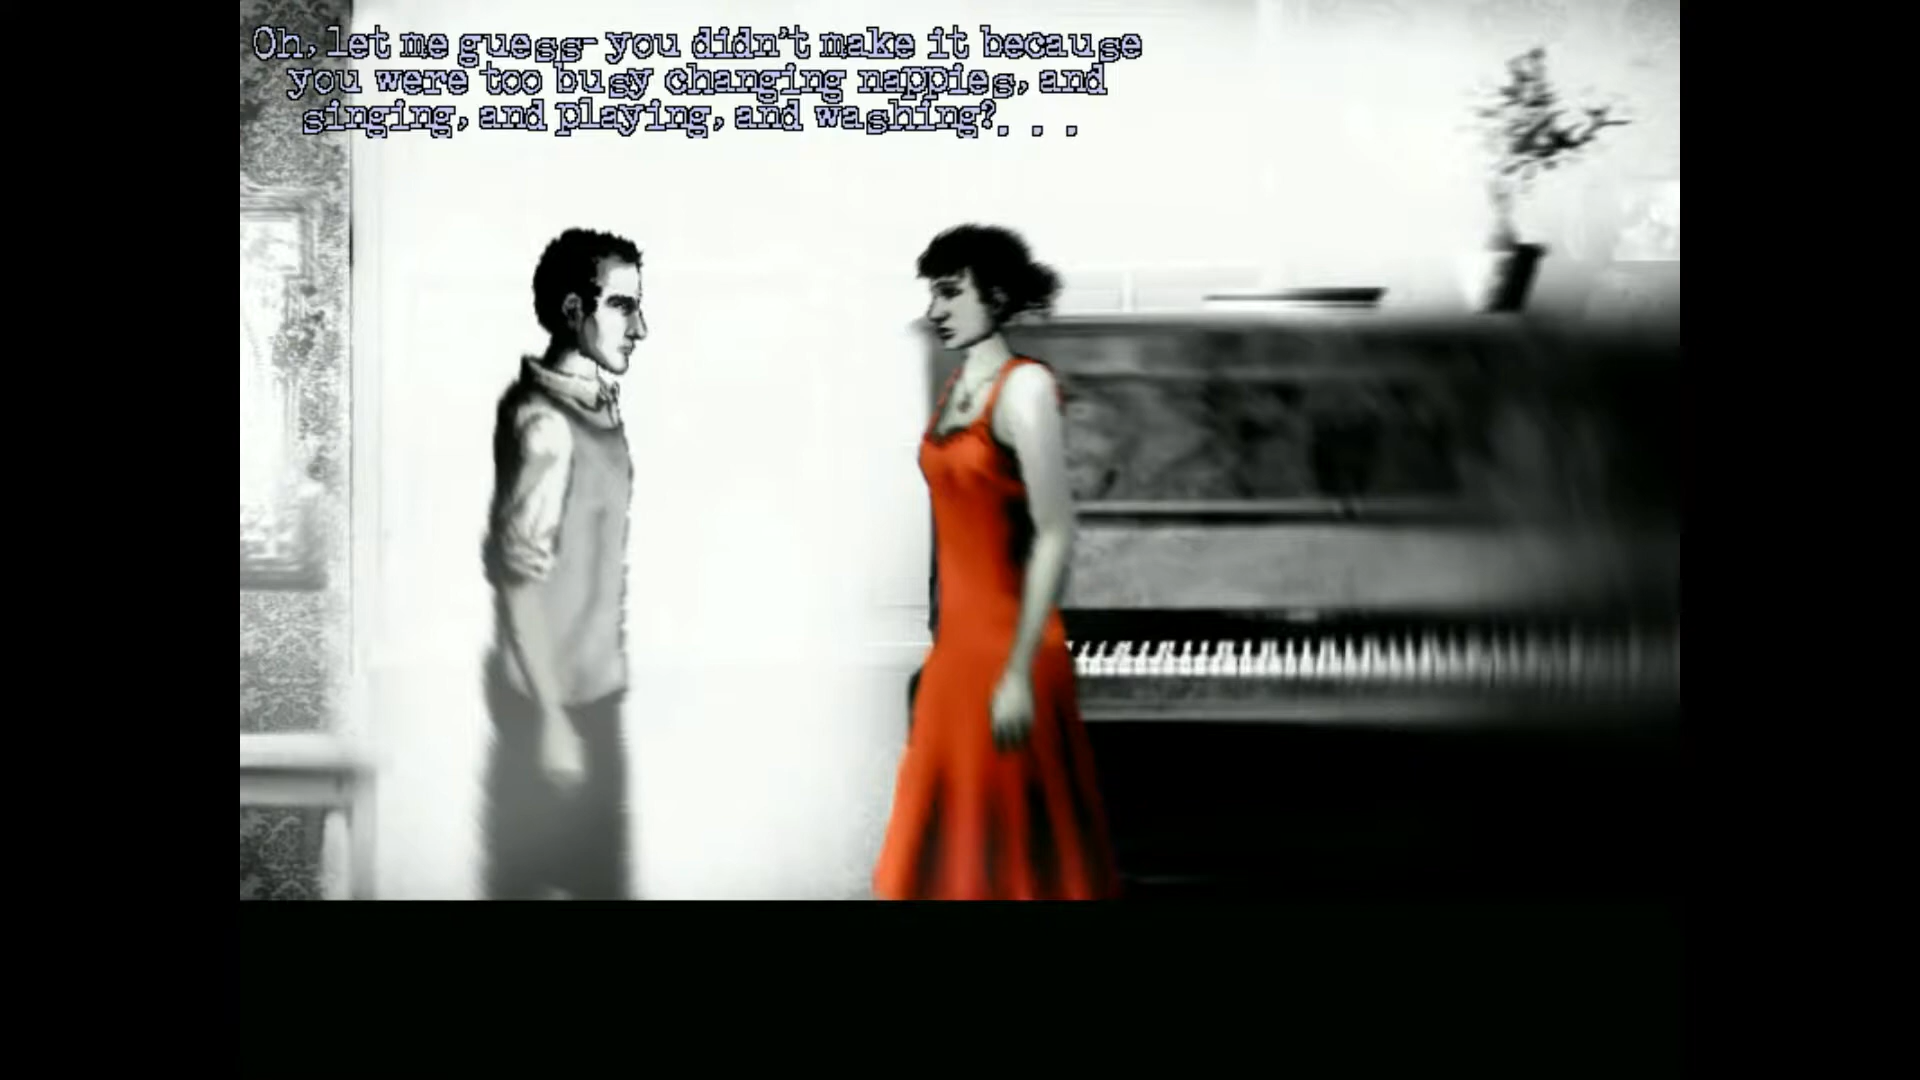 Oh, let me guess- you didn't make it because
you were too busy changing nappies, and
singing, and playing, and washing?...